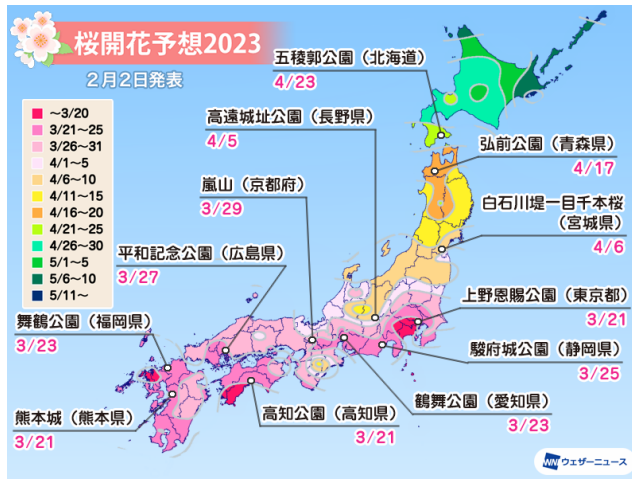 桜開花予想2023
2月2日発表
～3/20
3/21～25
3/26～31
4/1～5
4/6～10
4/11～15
4/16～20
4/21～25
4/26～30
5/1～5
5/6～10
5/11～
五稜郭公園（北海道）
4/23
高遠城址公園（長野県）
4/5
弘前公園（青森県）
4/17
嵐山（京都府）
3/29
白石川堤一目千本桜
（宮城県）
4/6
平和記念公園（広島県）
3/27
上野恩賜公園（東京都）
3/21
舞鶴公園（福岡県）
3/23
駿府城公園（静岡県）
3/25
鶴舞公園（愛知県）
3/23
熊本城（熊本県）
3/21
高知公園（高知県）
3/21
WNI ウェザーニュース